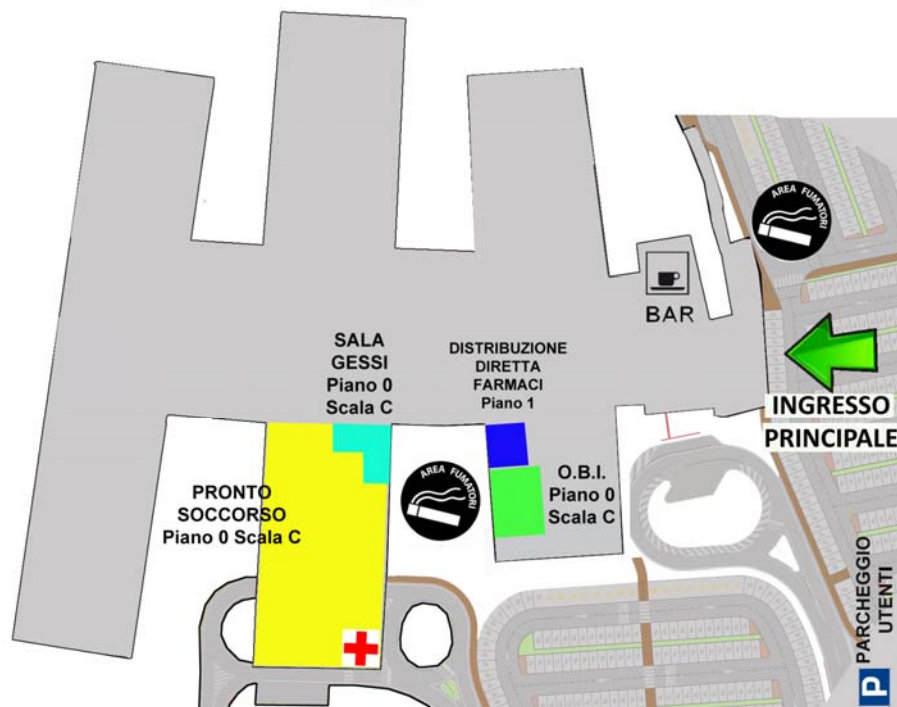 AREA FUMATORI
BAR
SALA
GESSI
Piano 0
Scala C
DISTRIBUZIONE
DIRETTA
FARMACI
Piano 1
INGRESSO
PRINCIPALE
AREA FUMATORI
O.B.I.
Piano 0
Scala C
PRONTO
SOCCORSO
Piano 0 Scala C
P PARCHEGGIO
UTENTI